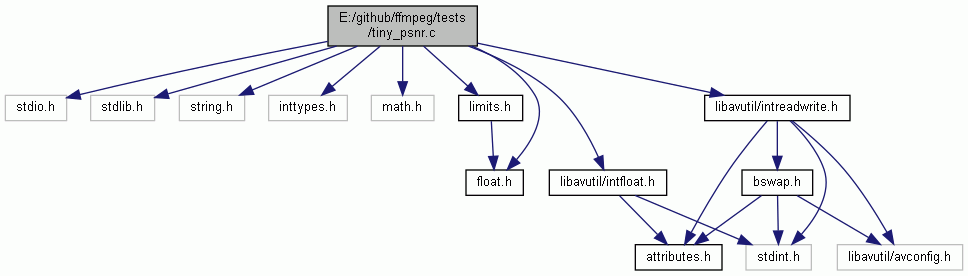 E:/github/ffmpeg/tests
/tiny_psnr.c
stdio.h
stdlib.h
string.h
inttypes.h
math.h
limits.h
libavutil/intreadwrite.h
float.h
libavutil/intfloat.h
bswap.h
attributes.h
stdint.h
libavutil/avconfig.h